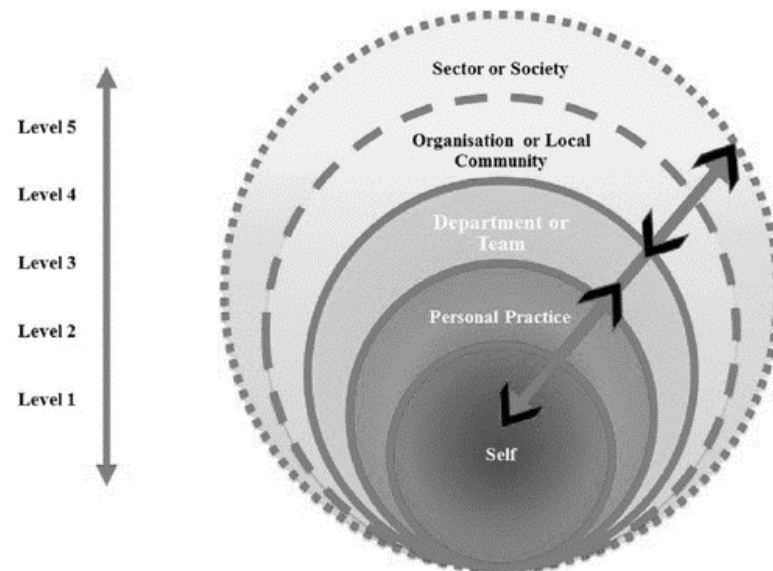 Sector or Society
Level 5
Organisation or Local
Community
Level 4
Department or
Team
Level 3
Level 2
Personal Practice
Level 1
Self